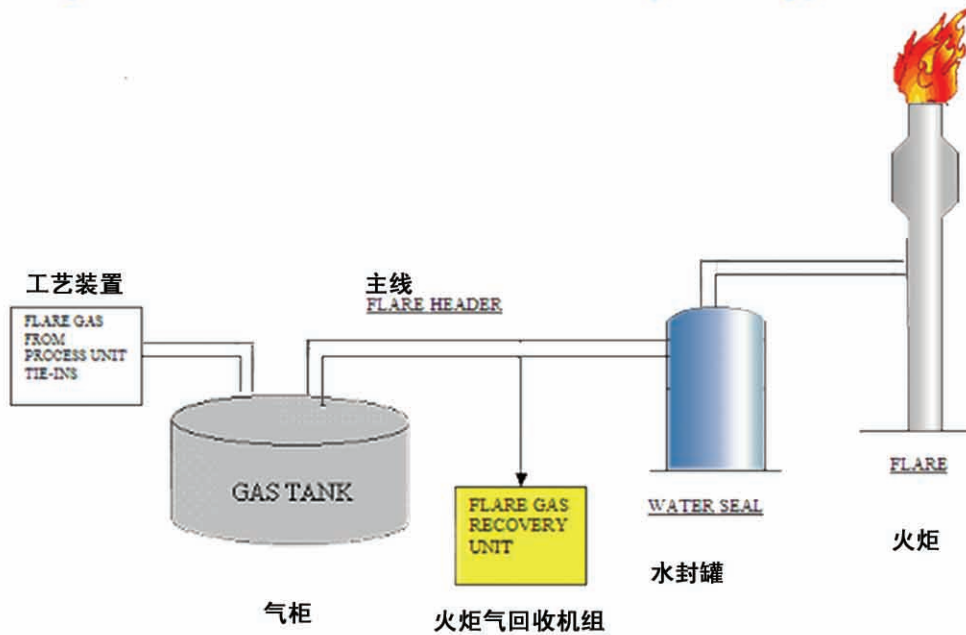 工艺装置
FLARE GAS
FROM
PROCESS UNIT
TIE-INS
主线
FLARE HEADER
GAS TANK
气柜
FLARE GAS
RECOVERY
UNIT
火炬气回收机组
WATER SEAL
水封罐
FLARE
火炬